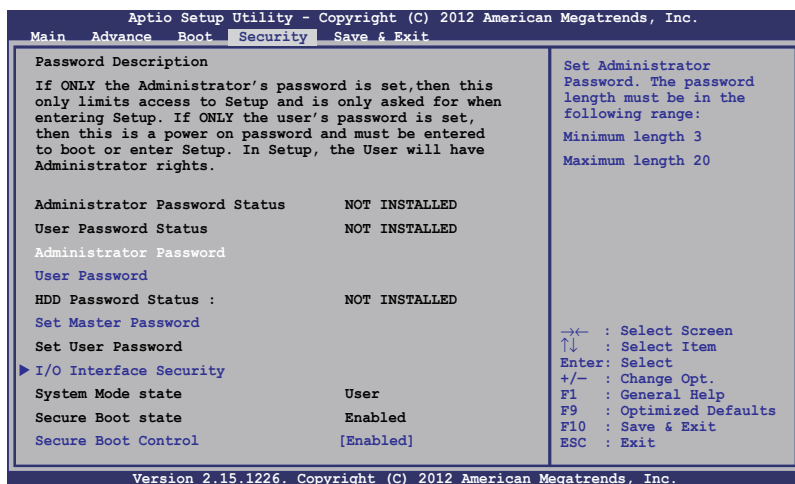 Aptio Setup Utility - Copyright (C) 2012 American Megatrends, Inc.
Main Advance Boot Security Save & Exit
Password Description
If ONLY the Administrator's password is set,then this
only limits access to Setup and is only asked for when
entering Setup. If ONLY the user's password is set,
then this is a power on password and must be entered
to boot or enter Setup. In Setup, the User will have
Administrator rights.
Administrator Password Status NOT INSTALLED
User Password Status NOT INSTALLED
Administrator Password
User Password
HDD Password Status : NOT INSTALLED
Set Master Password
Set User Password
I/O Interface Security
System Mode state User
Secure Boot state Enabled
Secure Boot Control [Enabled]
Set Administrator
Password. The password
length must be in the
following range:
Minimum length 3
Maximum length 20
→← : Select Screen
↑↓ : Select Item
Enter: Select
+/— : Change Opt.
F1 : General Help
F9 : Optimized Defaults
F10 : Save & Exit
ESC : Exit
Version 2.15.1226. Copyright (C) 2012 American Megatrends, Inc.